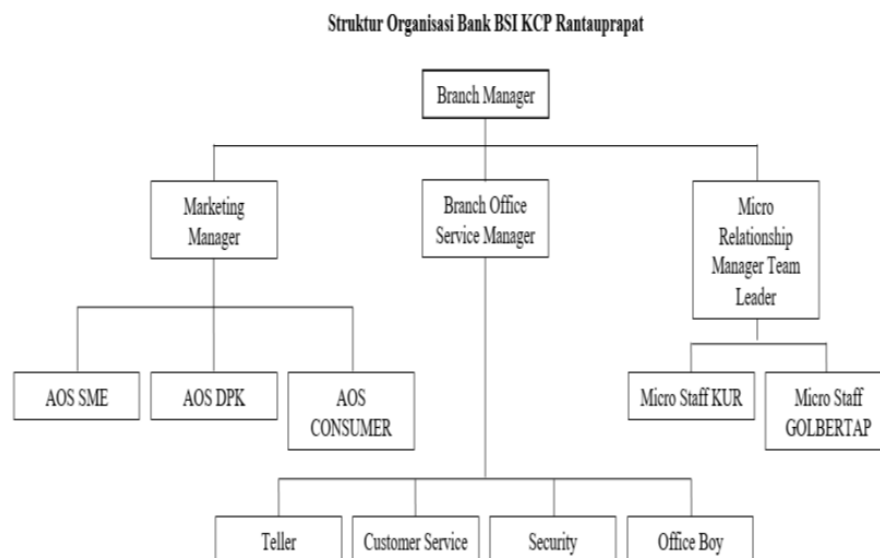 Struktur Organisasi Bank BSI KCP Rantauprapat
Branch Manager
Marketing
Manager
Branch Office
Service Manager
Micro
Relationship
Manager Team
Leader
AOS SME
AOS DPK
AOS
CONSUMER
Micro Staff KUR
Micro Staff
GOLBERTAP
Teller
Customer Service
Security
Office Boy